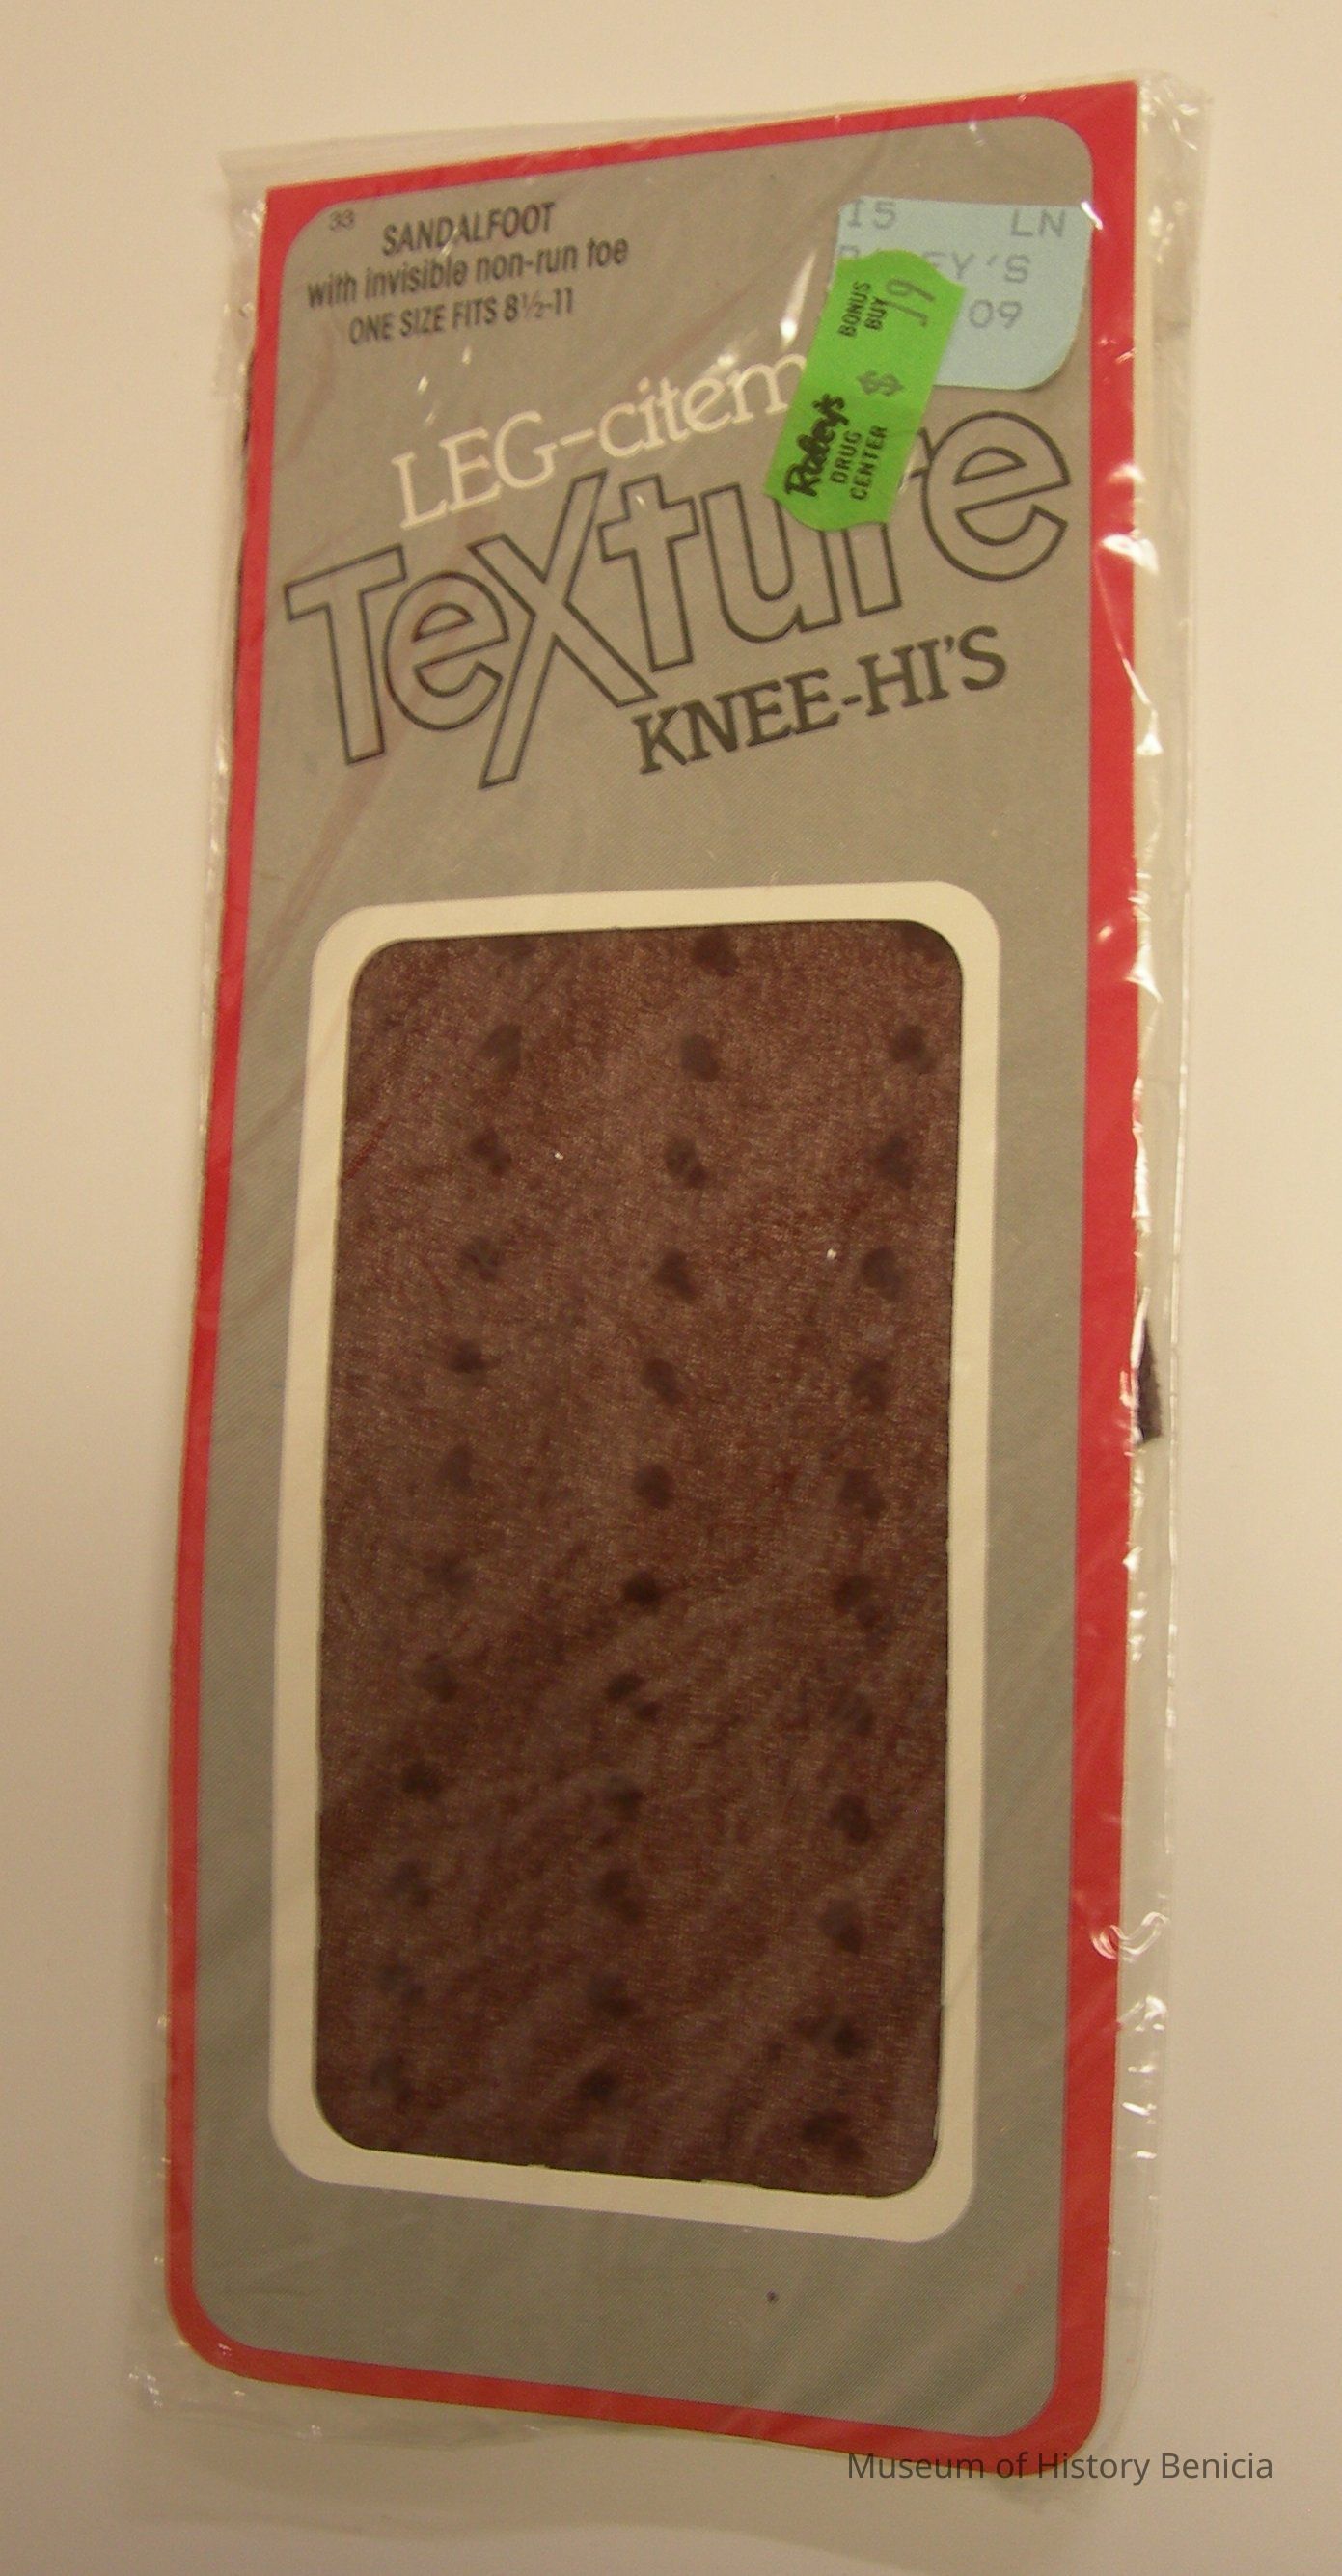 33
SANDALFOOT
with invisible non-run toe
ONE SIZE FITS 8½-11
15 LN
09
BONUS
BUY
19
$
Raley's
DRUG
CENTER
LEG-citem
Texture
KNEE-HI'S
Museum of History Benicia